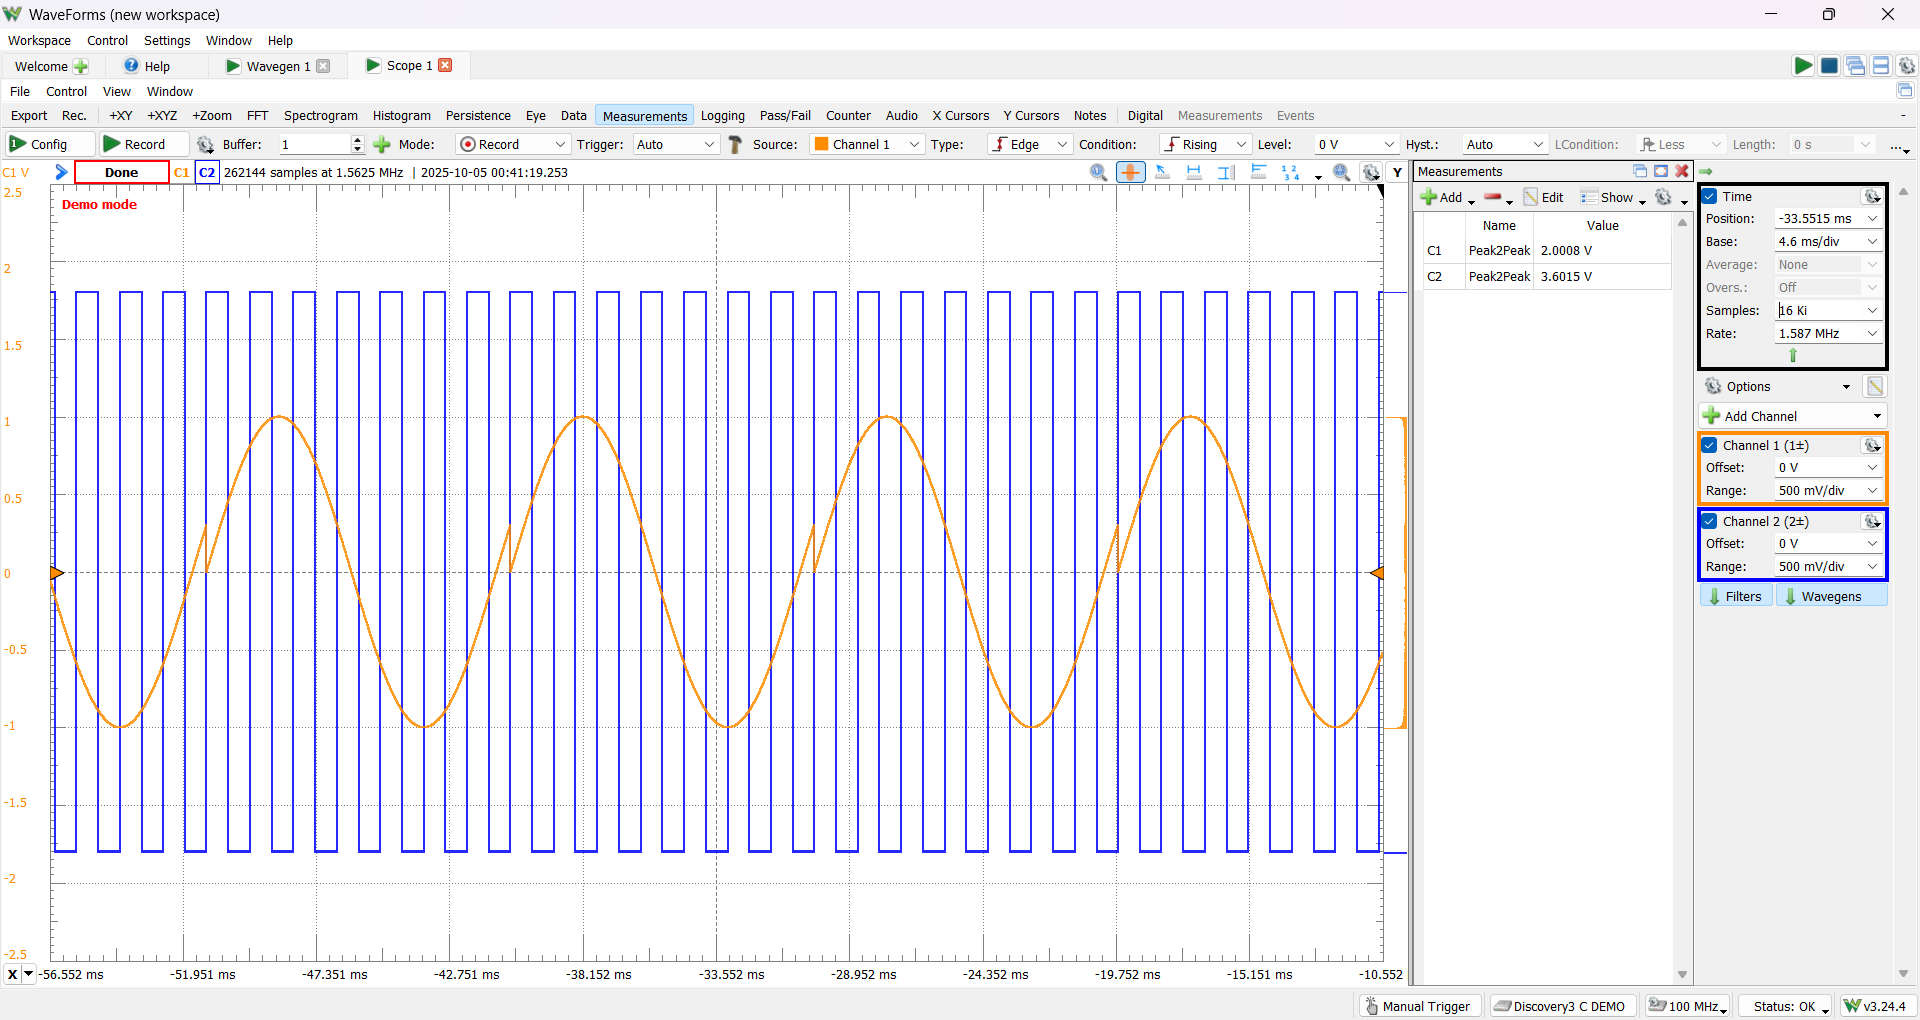 WaveForms (new workspace)
Workspace Control Settings Window Help
Welcome Help Wavegen 1 Scope 1
File Control View Window
Export Rec. +XY +XYZ +Zoom FFT Spectrogram Histogram Persistence Eye Data Measurements Logging Pass/Fail Counter Audio X Cursors Y Cursors Notes Digital Measurements Events
Config Record Buffer: 1 Mode: Record Trigger: Auto Source: Channel 1 Type: Edge Condition: Rising Level: 0 V Hyst.: Auto LCondition: Less Length: 0 s ...
C1 V Done C1 C2 262144 samples at 1.5625 MHz | 2025-10-05 00:41:19.253 Y
Demo mode
2.5
2
1.5
1
0.5
0
-0.5
-1
-1.5
-2
-2.5
X -56.552 ms -51.951 ms -47.351 ms -42.751 ms -38.152 ms -33.552 ms -28.952 ms -24.352 ms -19.752 ms -15.151 ms -10.552
Measurements
Add Edit Show
Name Value
C1 Peak2Peak 2.0008 V
C2 Peak2Peak 3.6015 V
Time
Position: -33.5515 ms
Base: 4.6 ms/div
Average: None
Overs.: Off
Samples: 16 Ki
Rate: 1.587 MHz
Options
Add Channel
Channel 1 (1±)
Offset: 0 V
Range: 500 mV/div
Channel 2 (2±)
Offset: 0 V
Range: 500 mV/div
Filters Wavegens
Manual Trigger Discovery3 C DEMO 100 MHz Status: OK v3.24.4